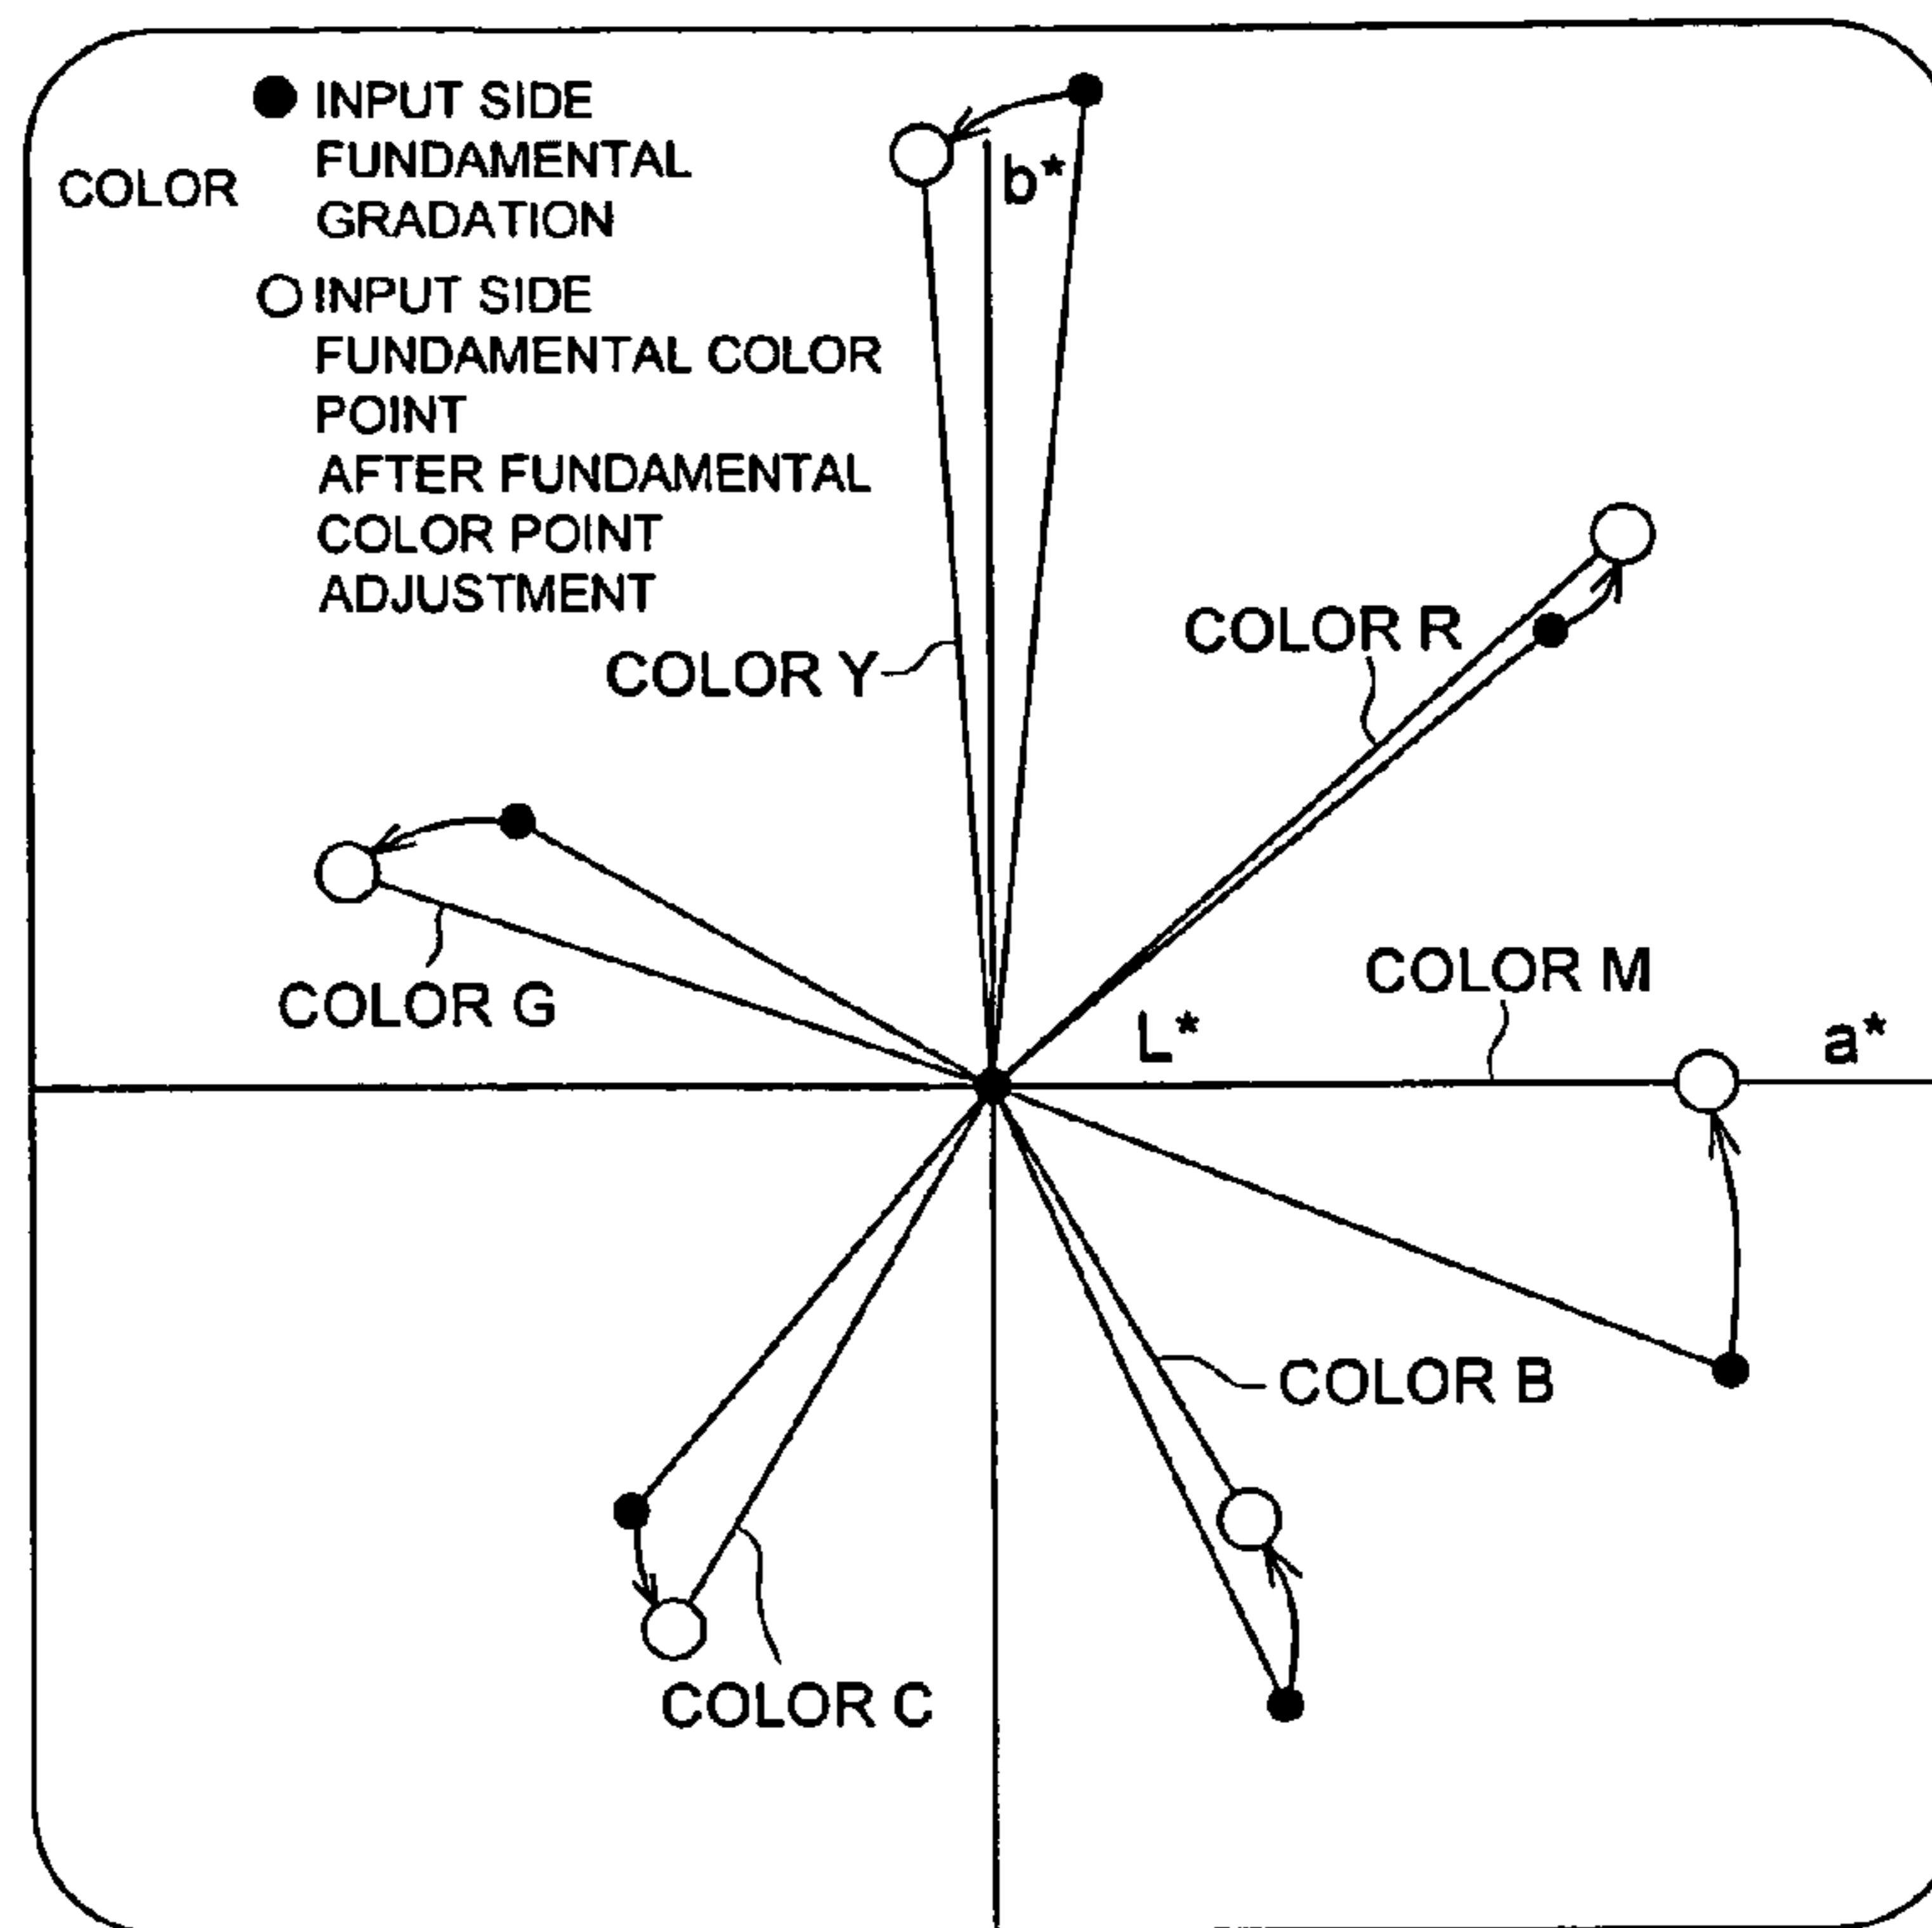 COLOR
INPUT SIDE
FUNDAMENTAL
GRADATION
INPUT SIDE
FUNDAMENTAL COLOR
POINT
AFTER FUNDAMENTAL
COLOR POINT
ADJUSTMENT
b*
COLOR R
COLOR Y
COLOR M
COLOR G
L*
a*
COLOR B
COLOR C